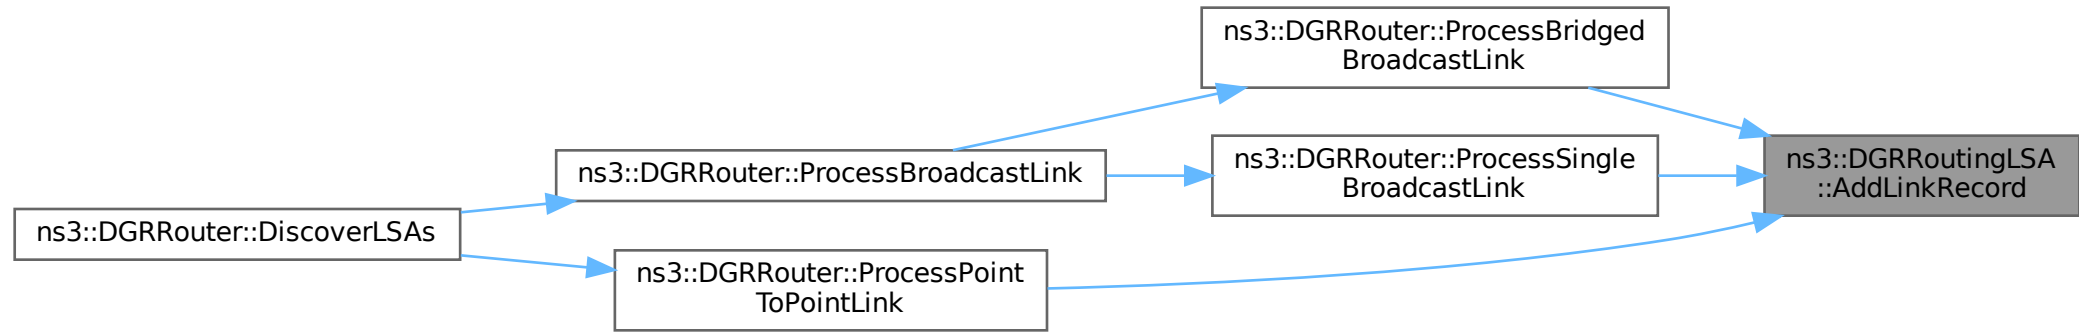 ns3::DGRRouter::ProcessBridged
BroadcastLink
ns3::DGRRouter::ProcessSingle
BroadcastLink
ns3::DGRRoutingLSA
::AddLinkRecord
ns3::DGRRouter::ProcessBroadcastLink
ns3::DGRRouter::DiscoverLSAs
ns3::DGRRouter::ProcessPoint
ToPointLink